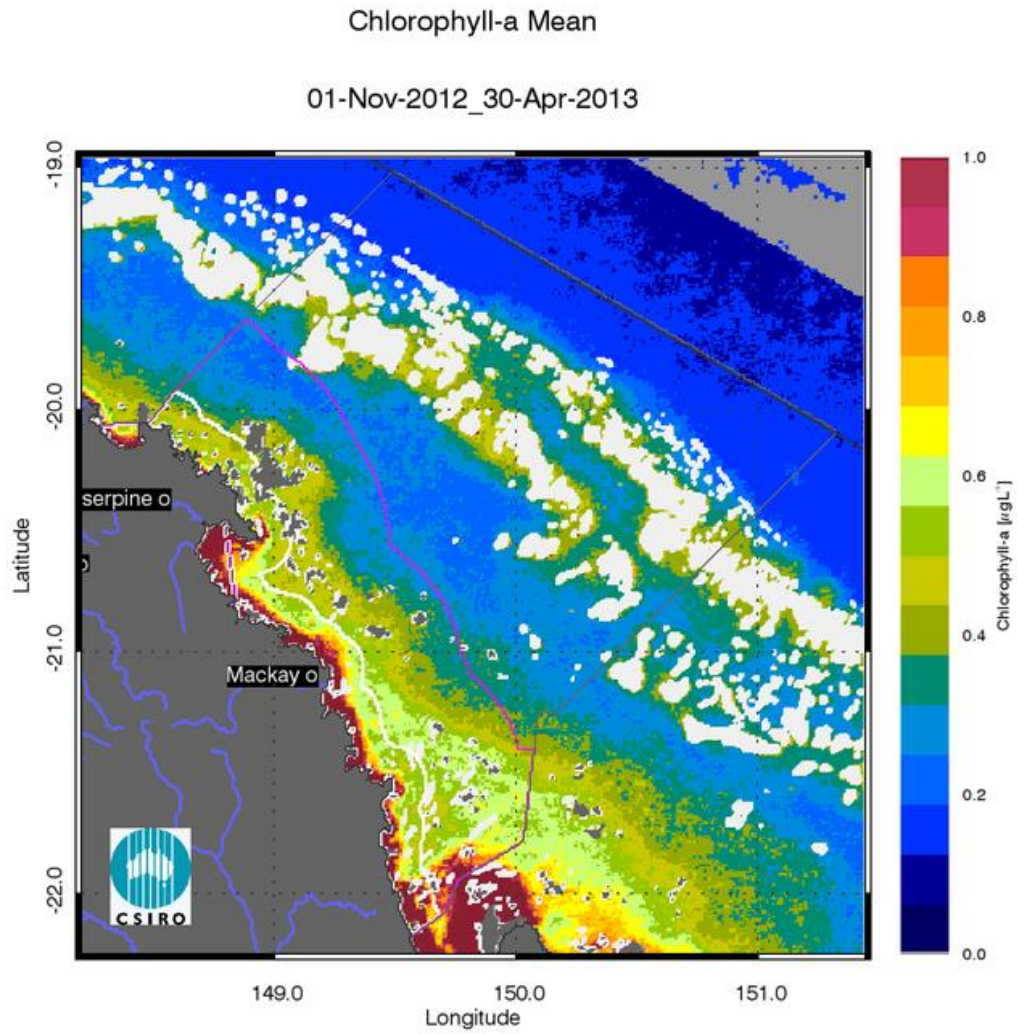 Chlorophyll-a Mean
01-Nov-2012_30-Apr-2013
-19.0
-20.0
-21.0
-22.0
Latitude
serpine o
o
Mackay o
CSIRO
149.0
150.0
151.0
Longitude
1.0
0.8
0.6
0.4
0.2
0.0
Chlorophyll-a [µgL⁻¹]